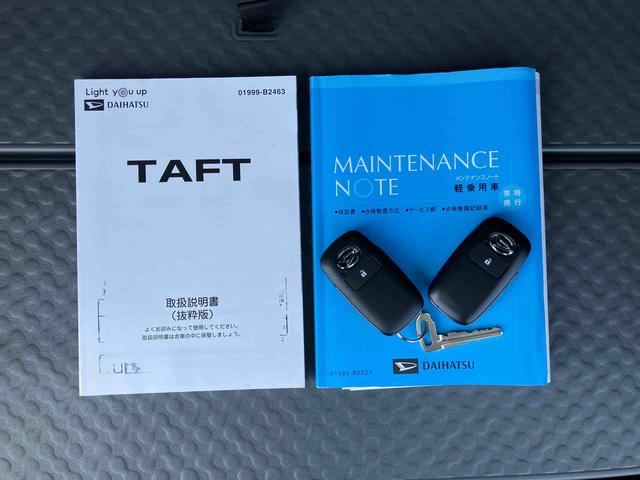 Light you up
DAIHATSU
01999-B2463
TAFT
取扱説明書
（抜粋版）
よくお読みになって使用してください。
取扱説明書はお車の中に保管しましょう。
MAINTENANCE
NOTE
メンテナンスノート
軽乗用車
常時
携行
●保証書 ●点検整備方式 ●サービス網 ●点検整備記録簿
01989-B2029
DAIHATSU